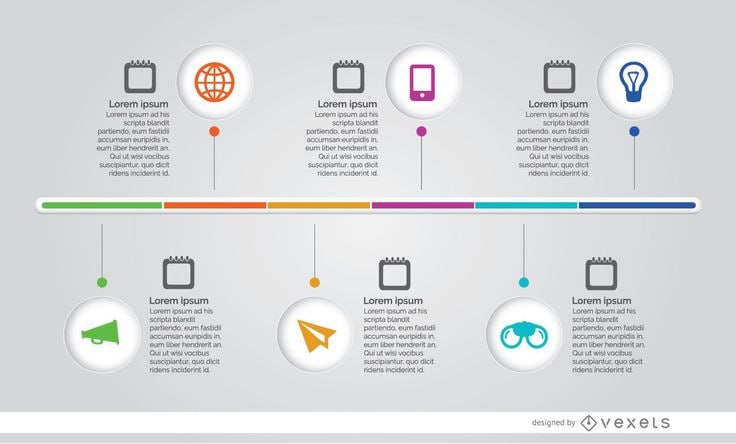 Lorem ipsum
Lorem ipsum ad his
scripta blandit
partiendo, eum fastidii
accumsan euripidis in,
eum liber hendrerit an.
Qui ut wisi vocibus
suscipiantur, quo dicit
ridens inciderint id.
Lorem ipsum
Lorem ipsum ad his
scripta blandit
partiendo, eum fastidii
accumsan euripidis in,
eum liber hendrerit an.
Qui ut wisi vocibus
suscipiantur, quo dicit
ridens inciderint id.
Lorem ipsum
Lorem ipsum ad his
scripta blandit
partiendo, eum fastidii
accumsan euripidis in,
eum liber hendrerit an.
Qui ut wisi vocibus
suscipiantur, quo dicit
ridens inciderint id.
Lorem ipsum
Lorem ipsum ad his
scripta blandit
partiendo, eum fastidii
accumsan euripidis in,
eum liber hendrerit an.
Qui ut wisi vocibus
suscipiantur, quo dicit
ridens inciderint id.
Lorem ipsum
Lorem ipsum ad his
scripta blandit
partiendo, eum fastidii
accumsan euripidis in,
eum liber hendrerit an.
Qui ut wisi vocibus
suscipiantur, quo dicit
ridens inciderint id.
Lorem ipsum
Lorem ipsum ad his
scripta blandit
partiendo, eum fastidii
accumsan euripidis in,
eum liber hendrerit an.
Qui ut wisi vocibus
suscipiantur, quo dicit
ridens inciderint id.
designed by vexels